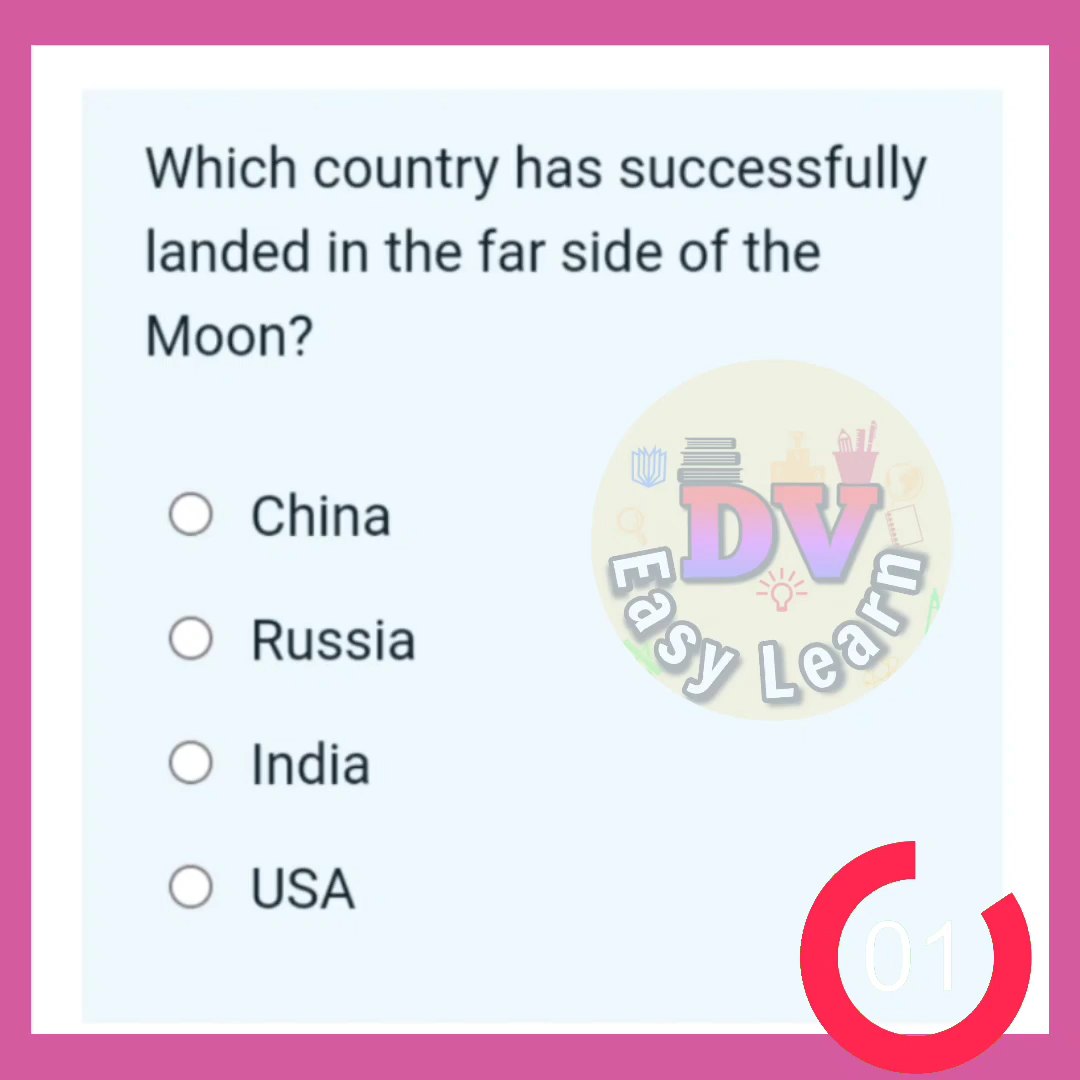 Which country has successfully
landed in the far side of the
Moon?
China
Russia
India
USA
DV
Easy Learn
01